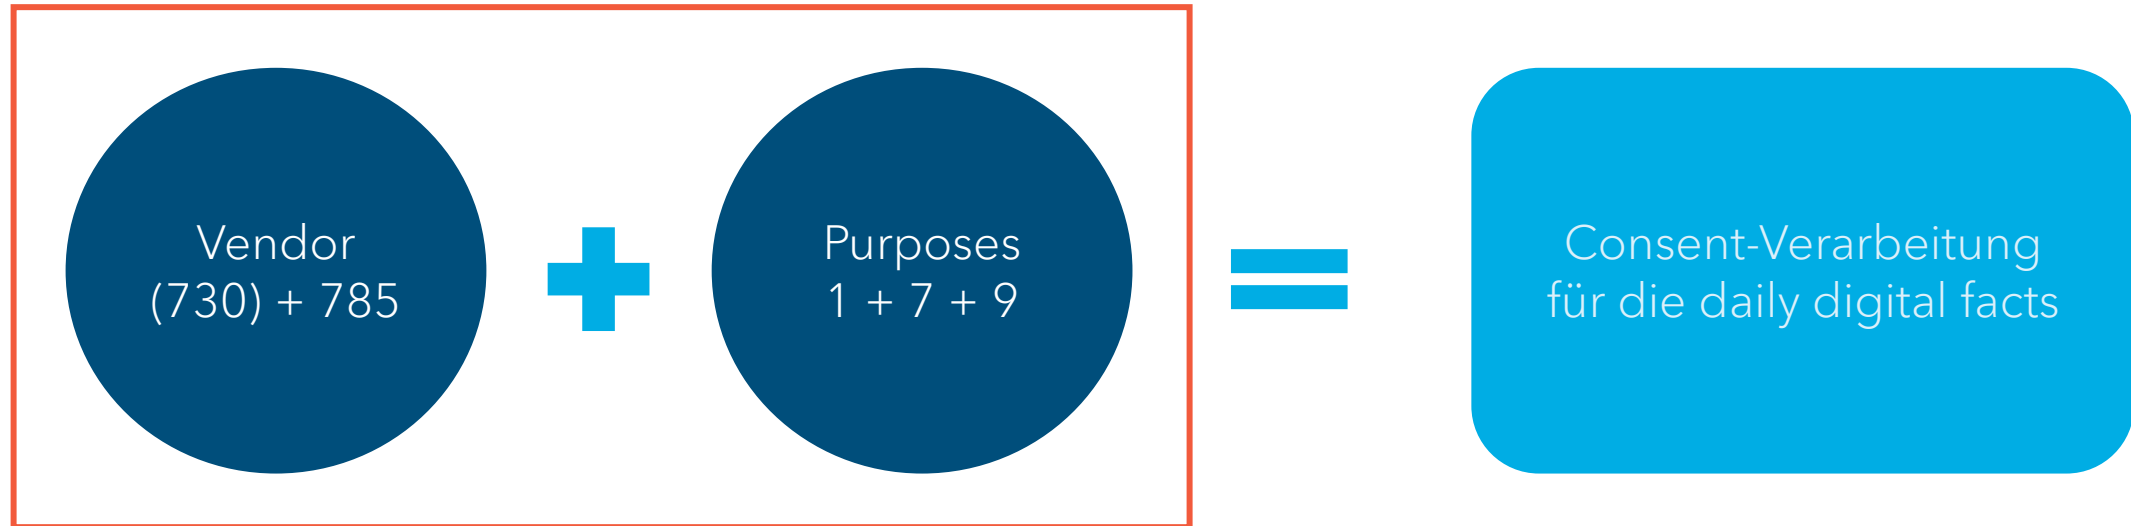 Vendor
(730) + 785
Purposes
1 + 7 + 9
Consent-Verarbeitung
für die daily digital facts